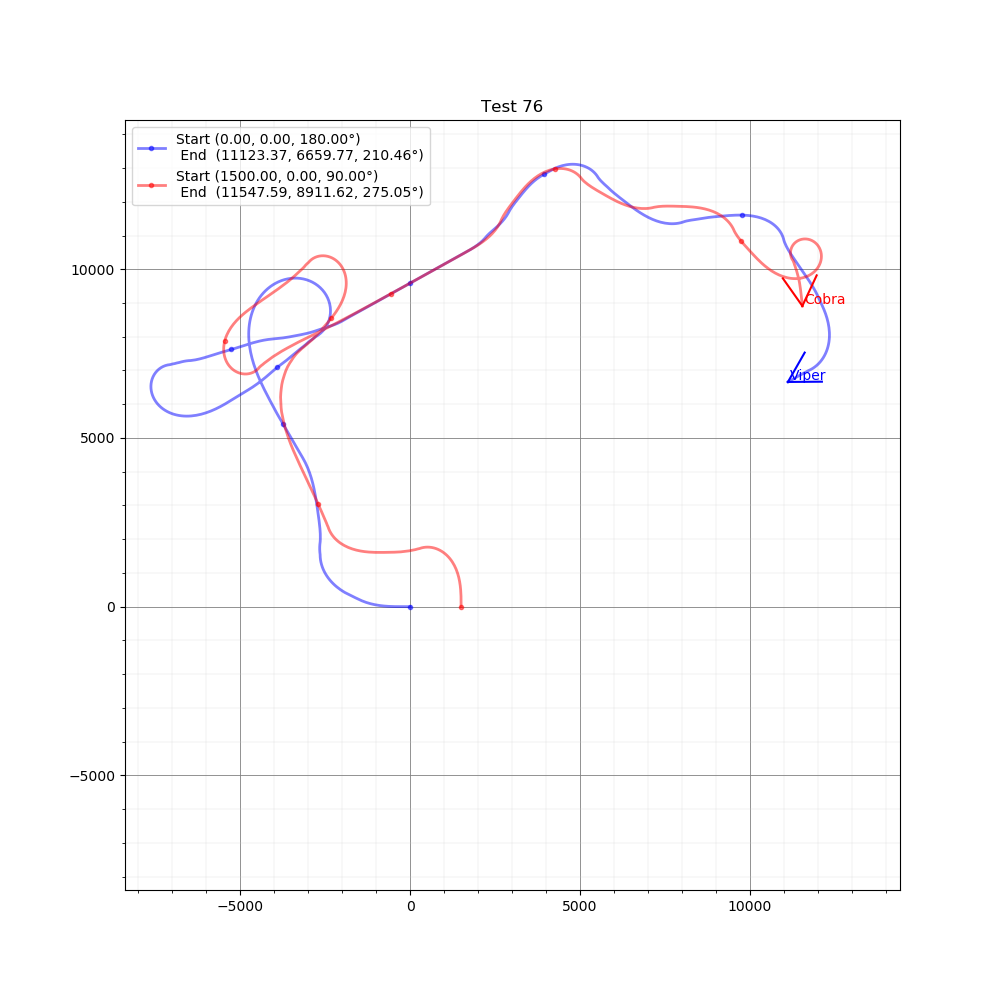 Test 76
Start (0.00, 0.00, 180.00°)
End (11123.37, 6659.77, 210.46°)
Start (1500.00, 0.00, 90.00°)
End (11547.59, 8911.62, 275.05°)
10000
5000
0
−5000
Cobra
Viper
−5000
0
5000
10000